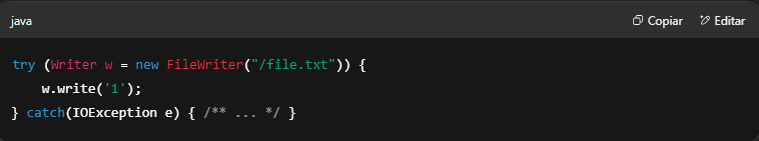 java Copiar Editar
try (Writer w = new FileWriter("/file.txt")) {
    w.write('1');
} catch(IOException e) { /** ... */ }